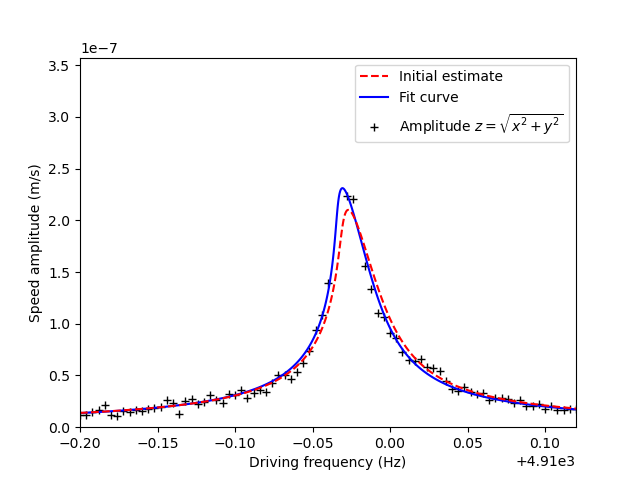 1e−7
3.5
3.0
2.5
2.0
1.5
1.0
0.5
0.0
Speed amplitude (m/s)
Initial estimate
Fit curve
Amplitude z = √x² + y²
−0.20 −0.15 −0.10 −0.05 0.00 0.05 0.10
Driving frequency (Hz)
+4.91e3